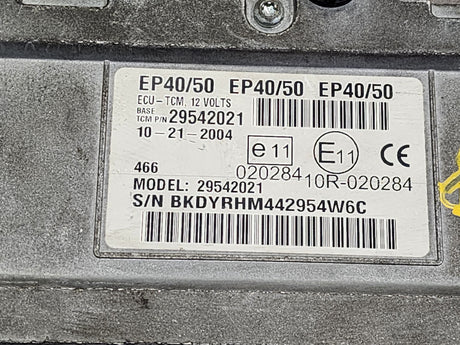 EP40/50 EP40/50 EP40/50
ECU-TCM, 12 VOLTS
BASE
TCM P/N 29542021
10-21-2004
e11 E11 CE
020284 10R-020284
466
MODEL: 29542021
S/N BKDYRHM442954W6C